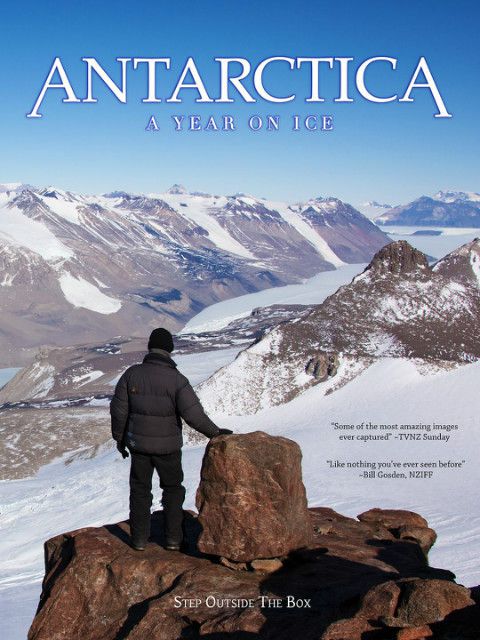 ANTARCTICA
A YEAR ON ICE
"Some of the most amazing images
ever captured" ~TVNZ Sunday
"Like nothing you've ever seen before"
~Bill Gosden, NZIFF
STEP OUTSIDE THE BOX